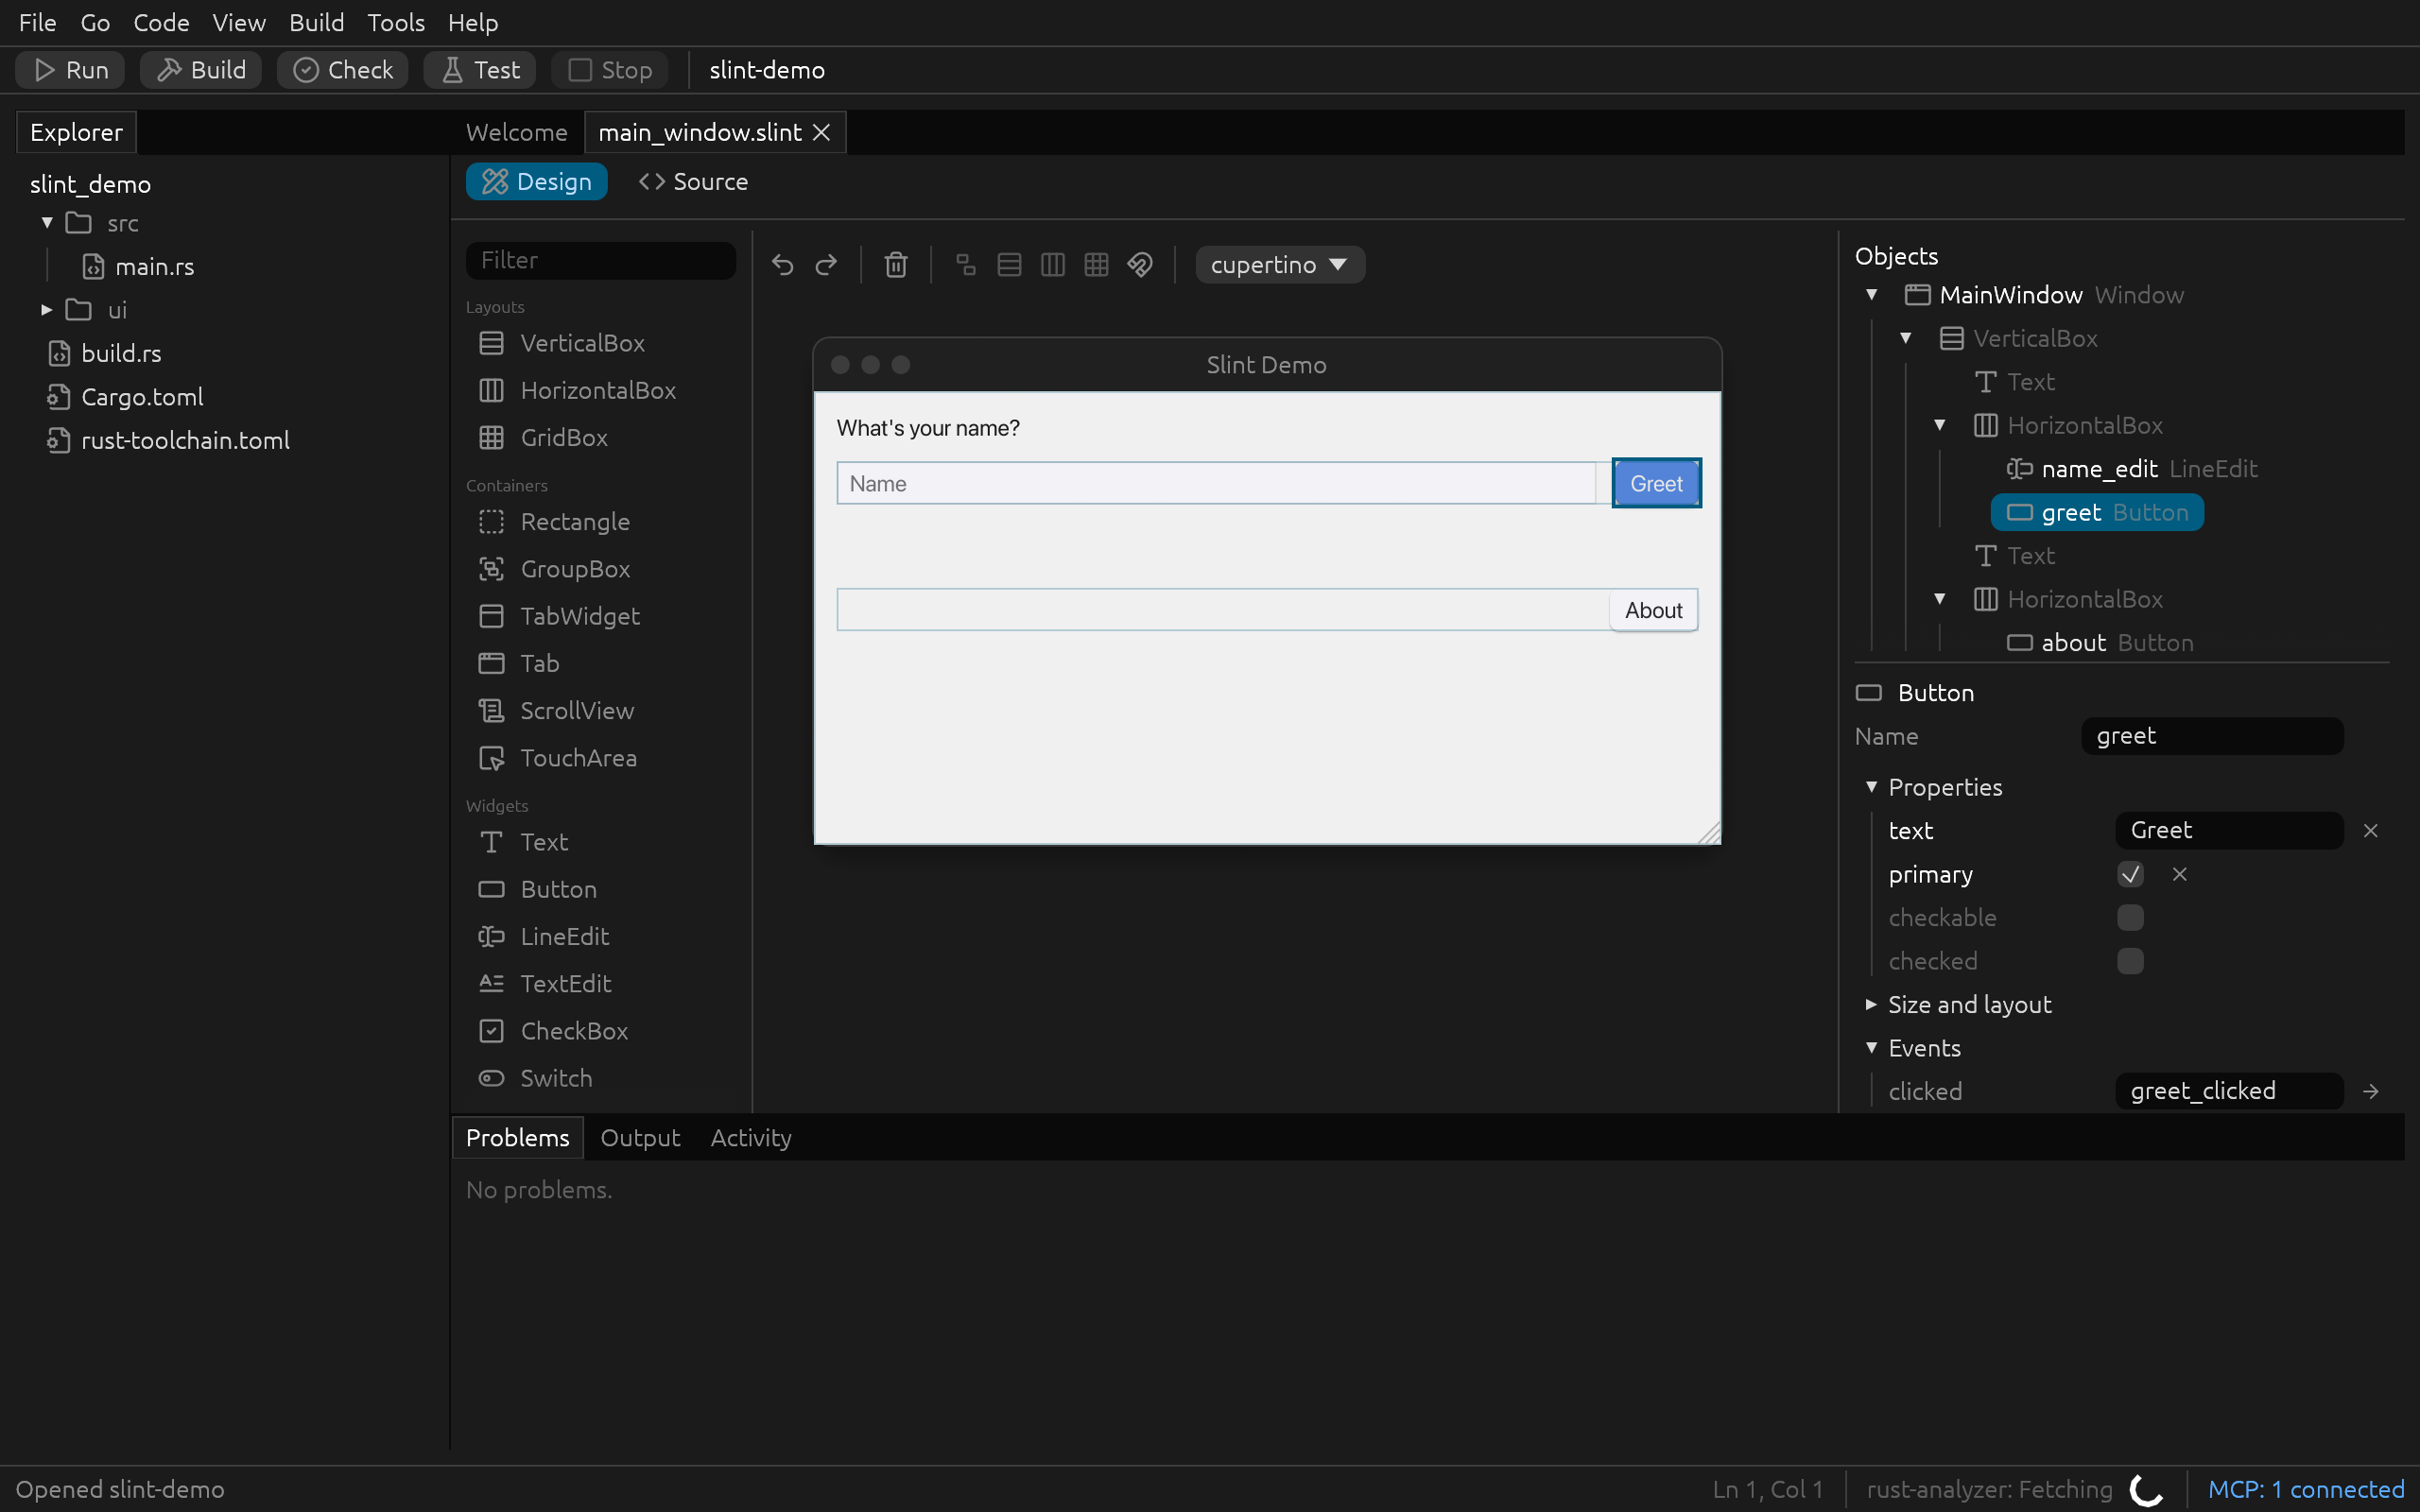 File Go Code View Build Tools Help
Run Build Check Test Stop slint-demo
Explorer
slint_demo
src
main.rs
ui
build.rs
Cargo.toml
rust-toolchain.toml
Welcome main_window.slint
Design Source
Filter
Layouts
VerticalBox
HorizontalBox
GridBox
Containers
Rectangle
GroupBox
TabWidget
Tab
ScrollView
TouchArea
Widgets
Text
Button
LineEdit
TextEdit
CheckBox
Switch
cupertino
Slint Demo
What's your name?
Name Greet
About
Objects
MainWindow Window
VerticalBox
Text
HorizontalBox
name_edit LineEdit
greet Button
Text
HorizontalBox
about Button
Button
Name greet
Properties
text Greet
primary
checkable
checked
Size and layout
Events
clicked greet_clicked
Problems Output Activity
No problems.
Opened slint-demo Ln 1, Col 1 rust-analyzer: Fetching MCP: 1 connected